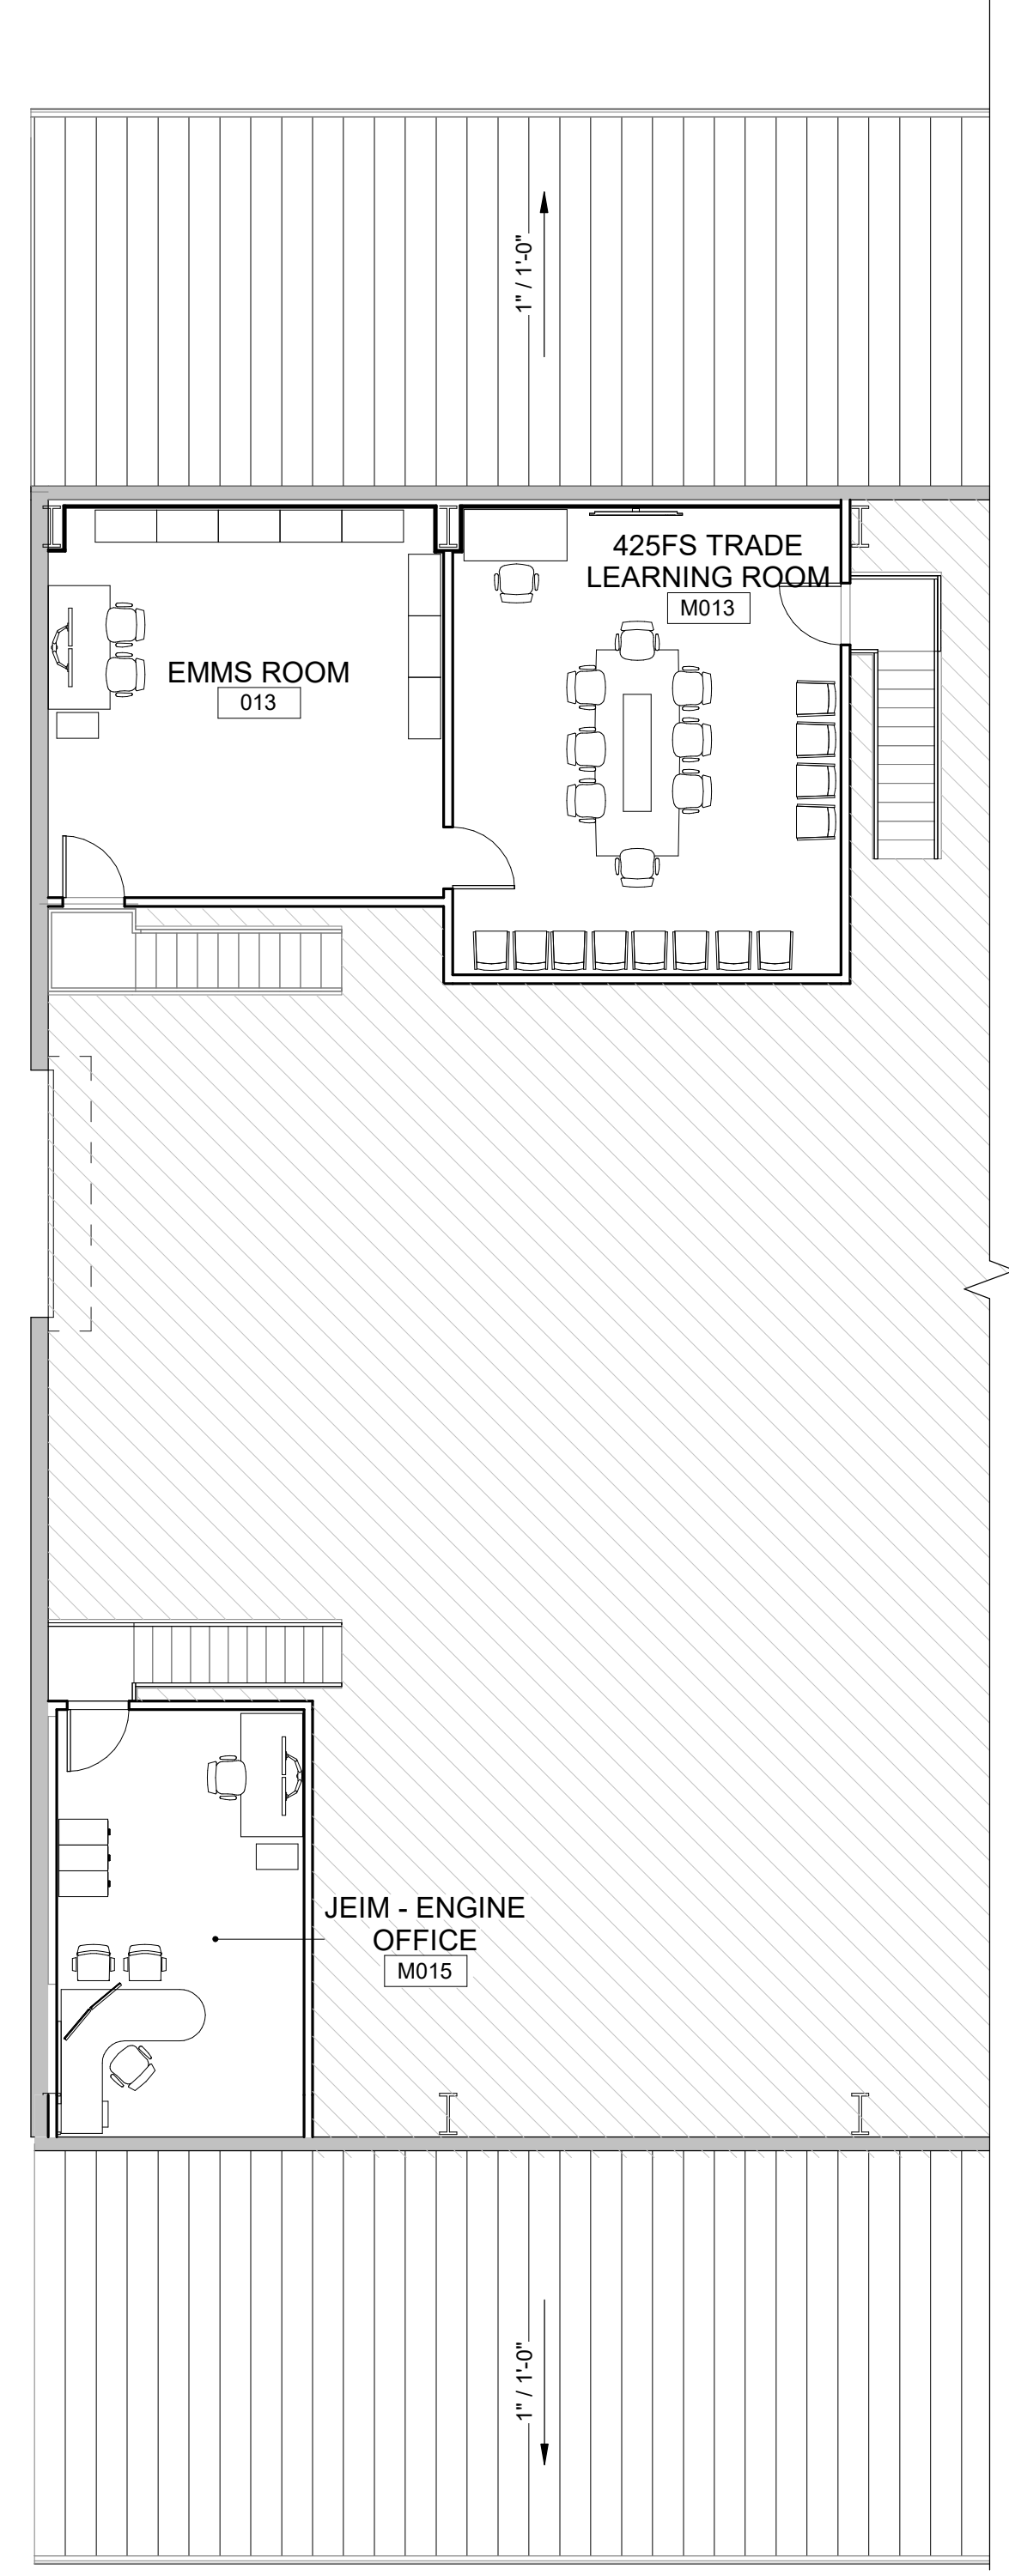 1" / 1'-0"
425FS TRADE
LEARNING ROOM
M013
EMMS ROOM
013
JEIM - ENGINE
OFFICE
M015
1" / 1'-0"